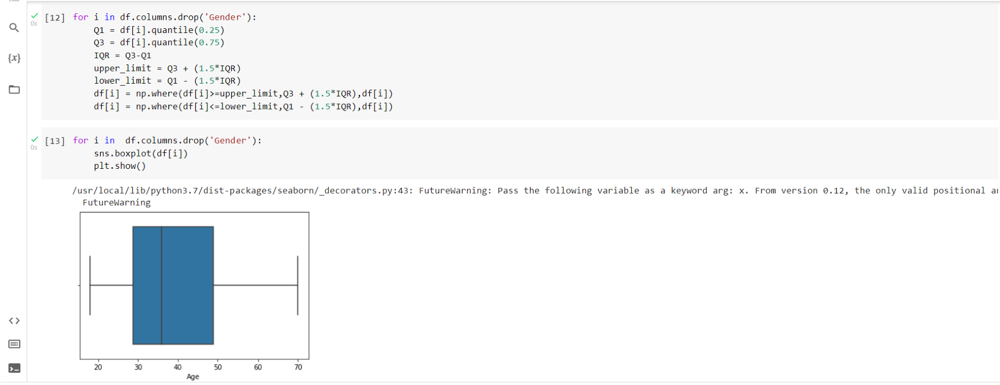 0s
[12] for i in df.columns.drop('Gender'):
Q1 = df[i].quantile(0.25)
Q3 = df[i].quantile(0.75)
IQR = Q3-Q1
upper_limit = Q3 + (1.5*IQR)
lower_limit = Q1 - (1.5*IQR)
df[i] = np.where(df[i]>=upper_limit,Q3 + (1.5*IQR),df[i])
df[i] = np.where(df[i]<=lower_limit,Q1 - (1.5*IQR),df[i])
{x}
0s
[13] for i in  df.columns.drop('Gender'):
sns.boxplot(df[i])
plt.show()
/usr/local/lib/python3.7/dist-packages/seaborn/_decorators.py:43: FutureWarning: Pass the following variable as a keyword arg: x. From version 0.12, the only valid positional
FutureWarning
20 30 40 50 60 70
Age